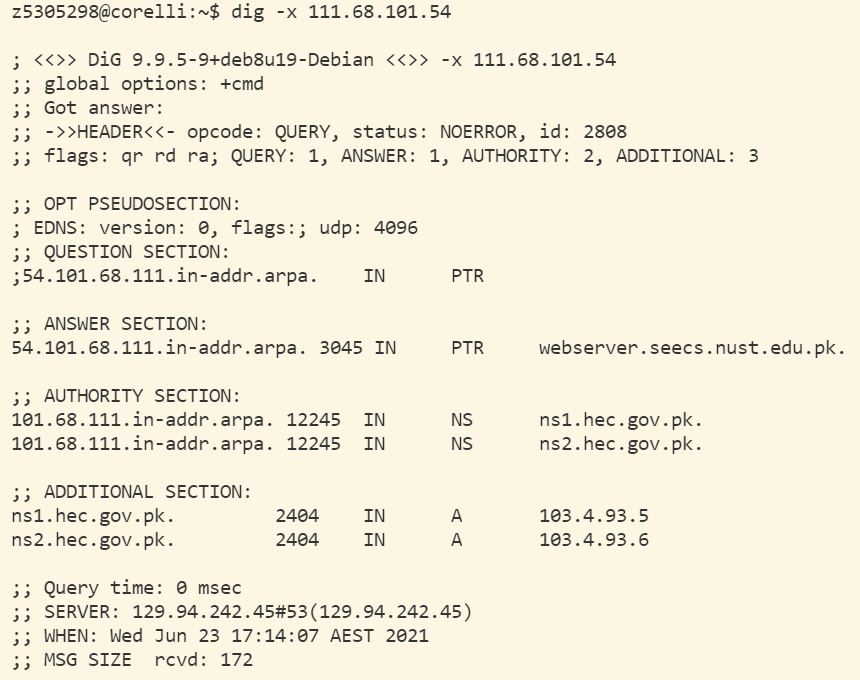 z5305298@corelli:~$ dig -x 111.68.101.54
; <<>> DiG 9.9.5-9+deb8u19-Debian <<>> -x 111.68.101.54
;; global options: +cmd
;; Got answer:
;; ->>HEADER<<- opcode: QUERY, status: NOERROR, id: 2808
;; flags: qr rd ra; QUERY: 1, ANSWER: 1, AUTHORITY: 2, ADDITIONAL: 3
;; OPT PSEUDOSECTION:
; EDNS: version: 0, flags:; udp: 4096
;; QUESTION SECTION:
;54.101.68.111.in-addr.arpa. IN PTR
;; ANSWER SECTION:
54.101.68.111.in-addr.arpa. 3045 IN PTR webserver.seecs.nust.edu.pk.
;; AUTHORITY SECTION:
101.68.111.in-addr.arpa. 12245 IN NS ns1.hec.gov.pk.
101.68.111.in-addr.arpa. 12245 IN NS ns2.hec.gov.pk.
;; ADDITIONAL SECTION:
ns1.hec.gov.pk. 2404 IN A 103.4.93.5
ns2.hec.gov.pk. 2404 IN A 103.4.93.6
;; Query time: 0 msec
;; SERVER: 129.94.242.45#53(129.94.242.45)
;; WHEN: Wed Jun 23 17:14:07 AEST 2021
;; MSG SIZE rcvd: 172